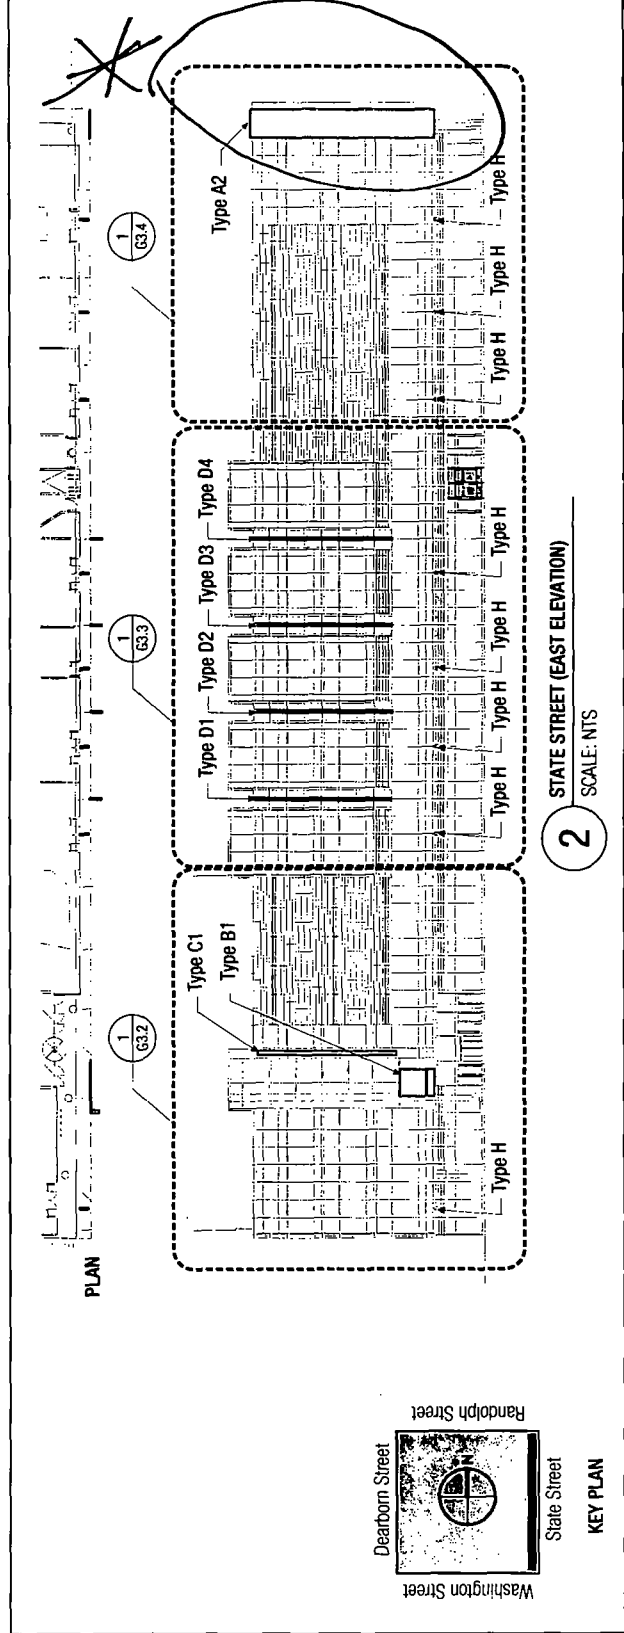 PLAN
1
G3.2
1
G3.3
1
G3.4
Type C1
Type B1
Type D1
Type D2
Type D3
Type D4
Type A2
Type H
Type H
Type H
Type H
Type H
Type H
Type H
Type H
2
STATE STREET (EAST ELEVATION)
SCALE: NTS
Dearborn Street
Washington Street
Randolph Street
N
State Street
KEY PLAN